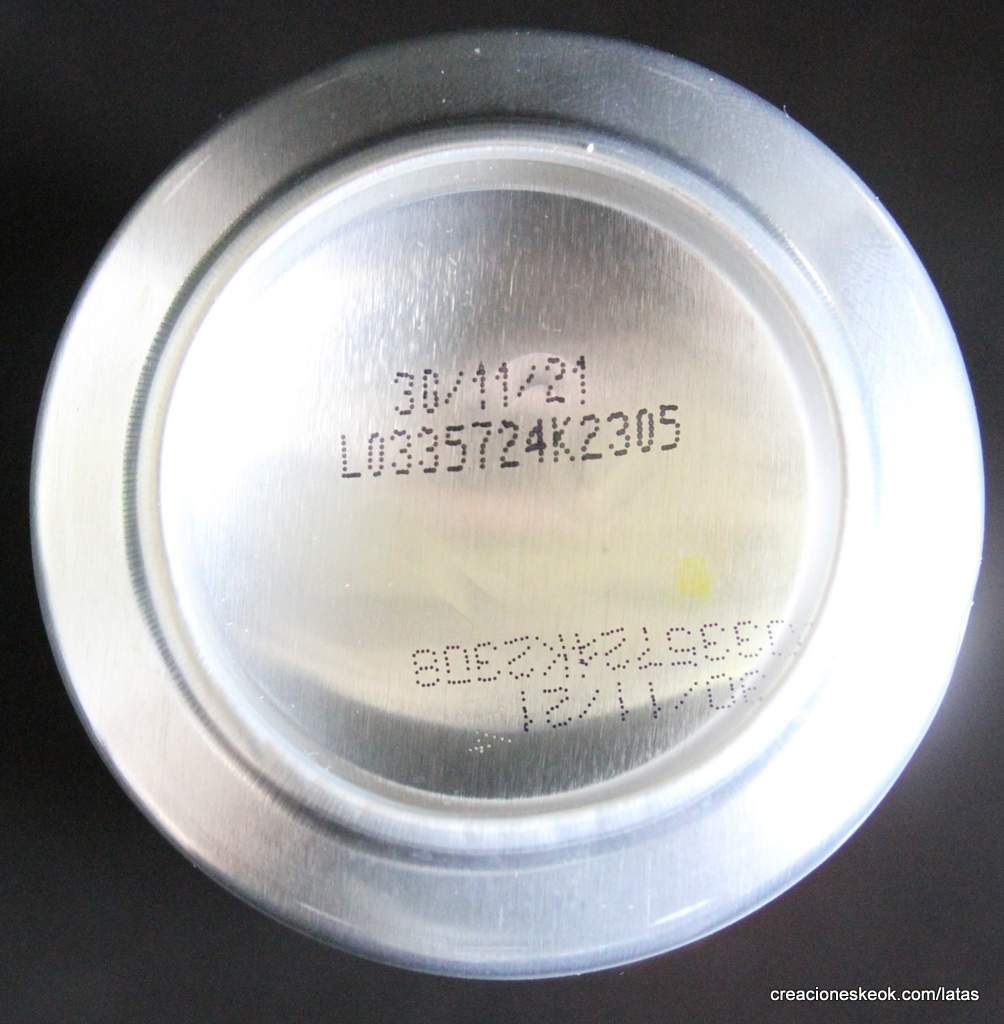 30/11/21
L0335724K2305
30/11/21
0335724K2308
creacioneskeok.com/latas